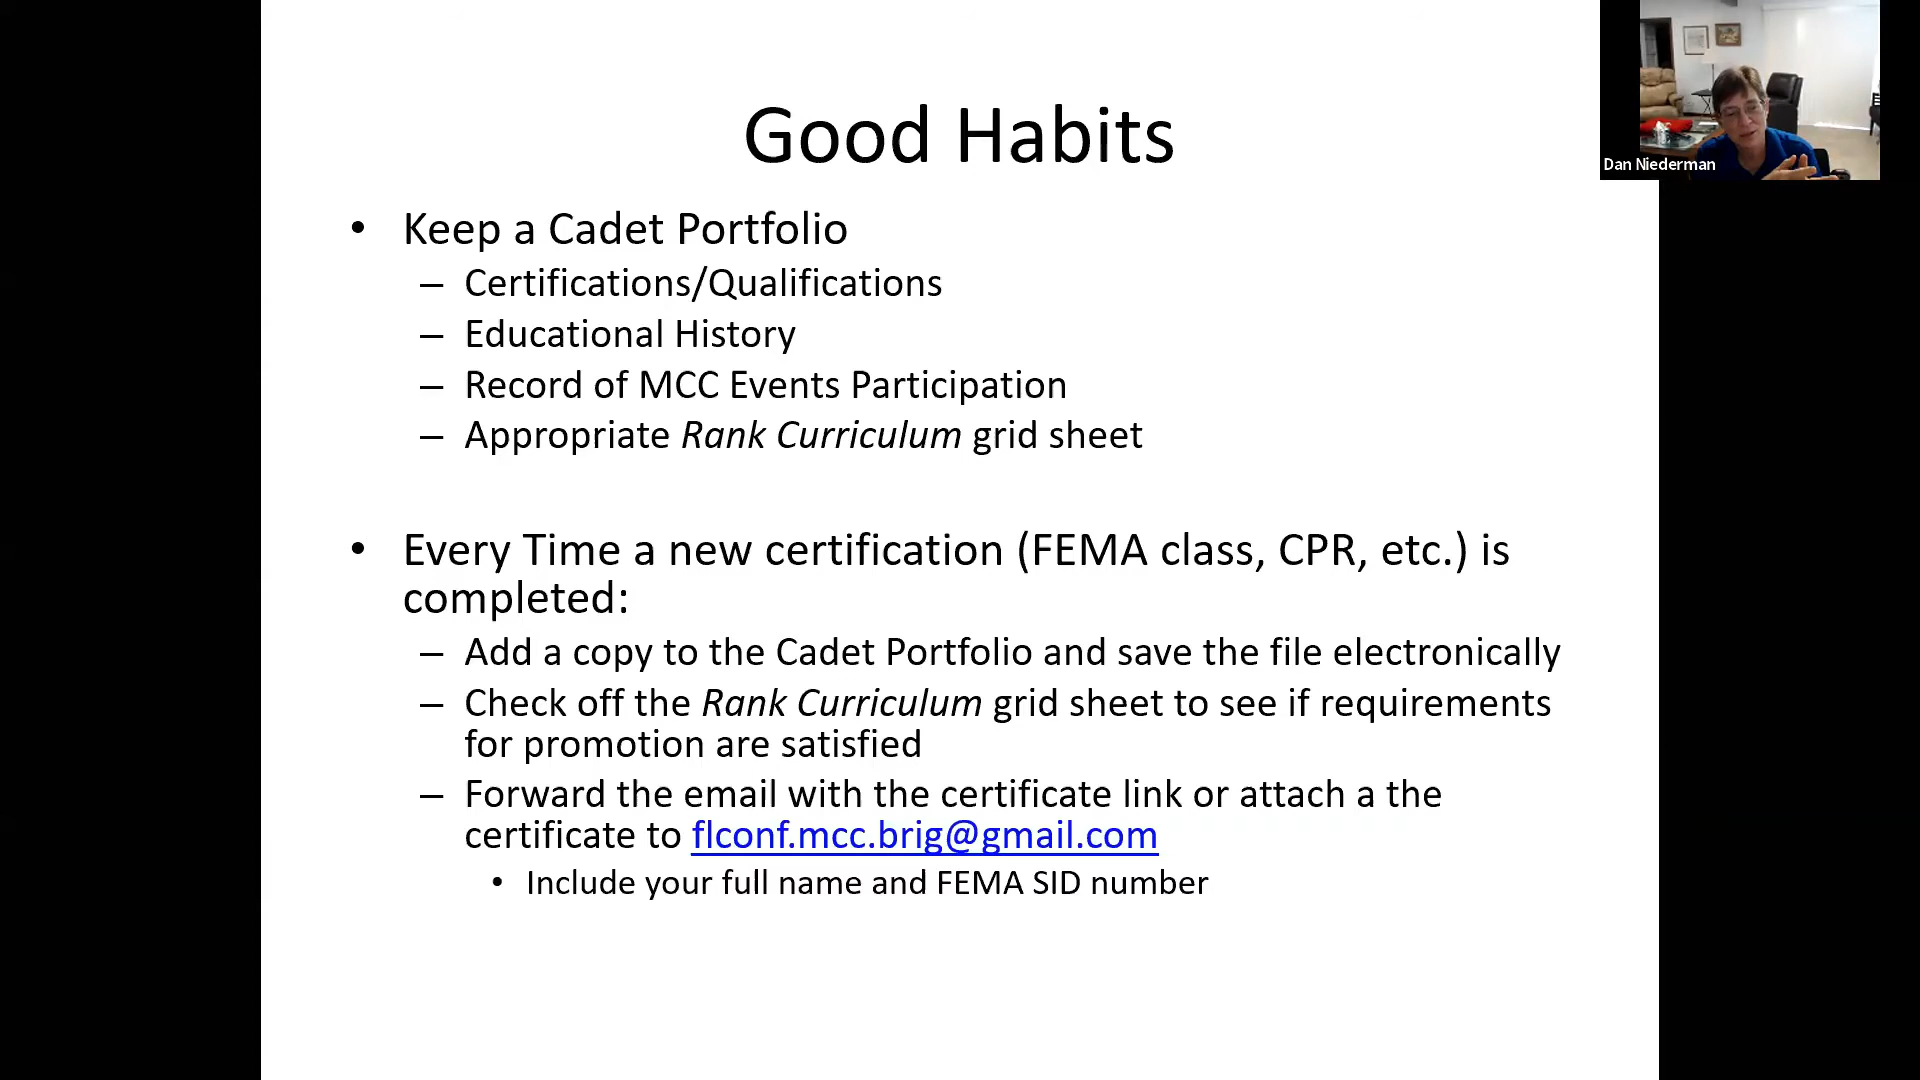 Good Habits
• Keep a Cadet Portfolio
– Certifications/Qualifications
– Educational History
– Record of MCC Events Participation
– Appropriate Rank Curriculum grid sheet
• Every Time a new certification (FEMA class, CPR, etc.) is
completed:
– Add a copy to the Cadet Portfolio and save the file electronically
– Check off the Rank Curriculum grid sheet to see if requirements
for promotion are satisfied
– Forward the email with the certificate link or attach a the
certificate to flconf.mcc.brig@gmail.com
• Include your full name and FEMA SID number
Dan Niederman